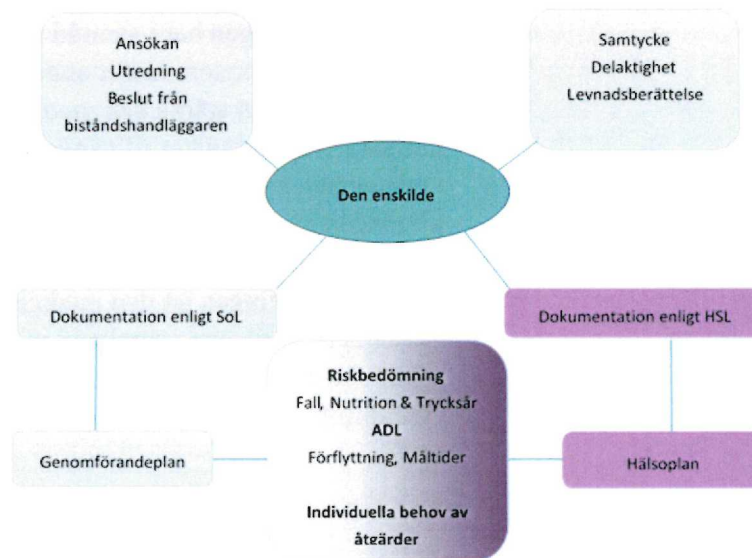 Ansökan
Utredning
Beslut från
biståndshandläggaren
Samtycke
Delaktighet
Levnadsberättelse
Den enskilde
Dokumentation enligt SoL
Dokumentation enligt HSL
Riskbedömning
Fall, Nutrition & Trycksår
ADL
Förflyttning, Måltider
Individuella behov av
åtgärder
Genomförandeplan
Hälsoplan